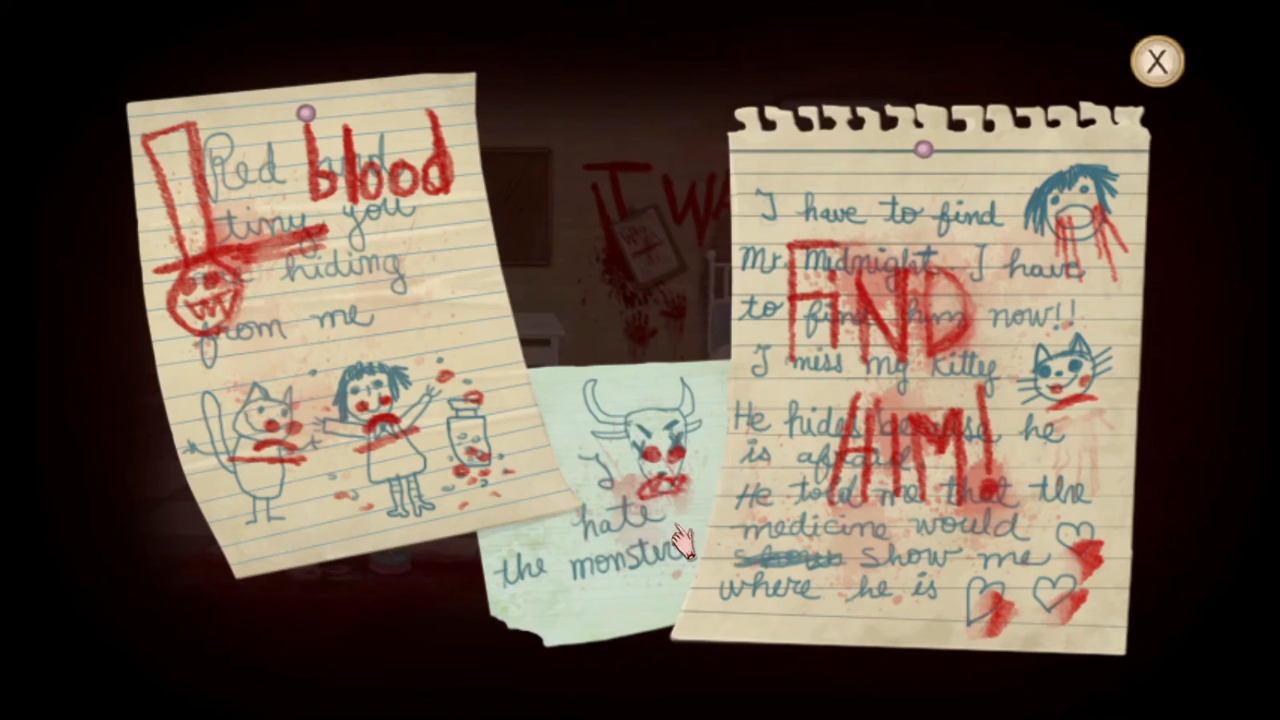 Red and blood
tiny you
are hiding
from me
I
hate
the monster
I have to find
Mr. Midnight I have
to find him now!!
I miss my kitty
He hides because he
is afraid
He told me that the
medicine would
show me
where he is
FIND
HIM!
I WA
X